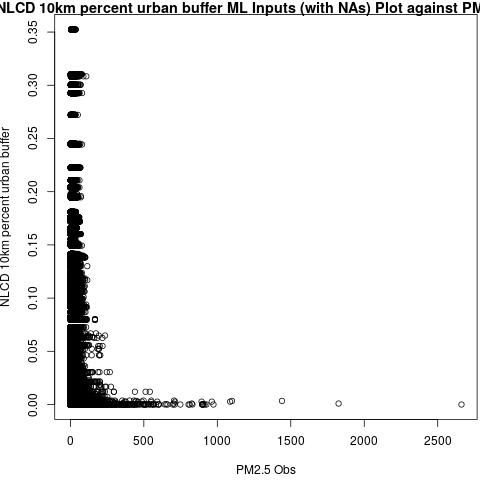 NLCD 10km percent urban buffer ML Inputs (with NAs) Plot against PM
NLCD 10km percent urban buffer
0.35
0.30
0.25
0.20
0.15
0.10
0.05
0.00
0 500 1000 1500 2000 2500
PM2.5 Obs